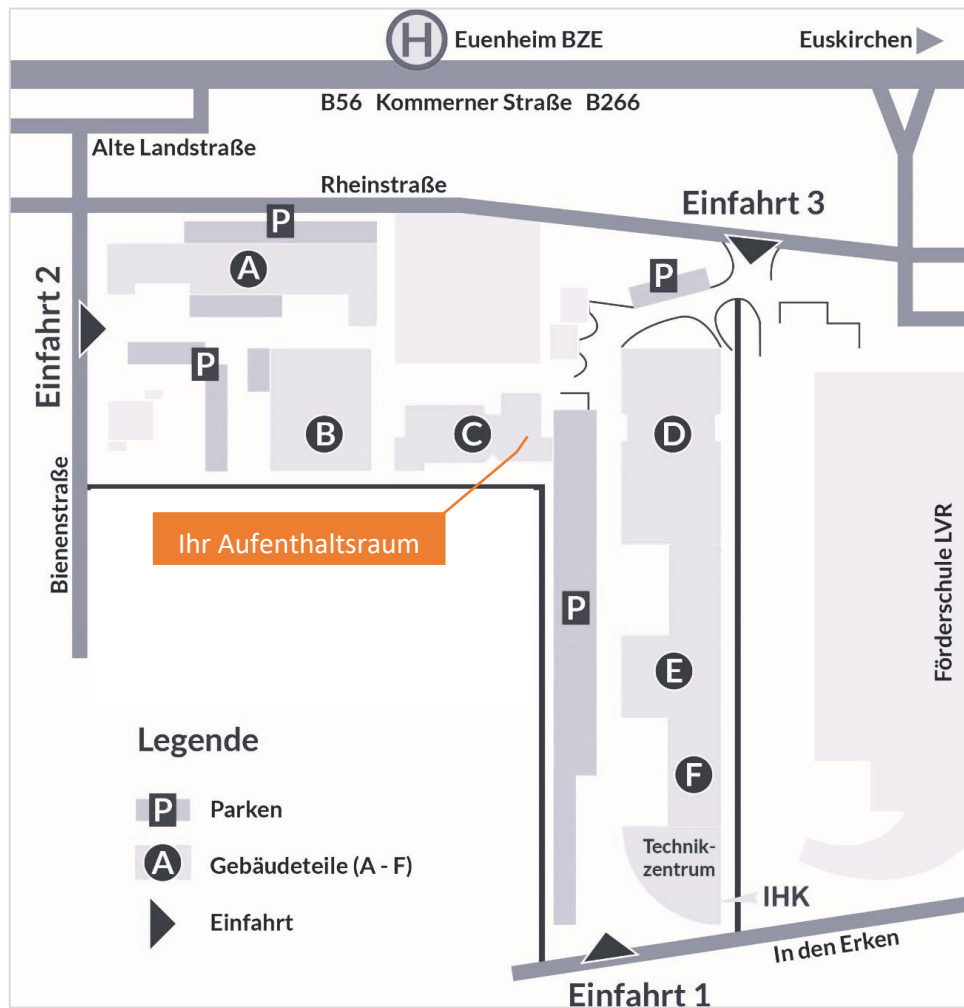 H Euenheim BZE
Euskirchen
B56 Kommerner Straße B266
Alte Landstraße
Rheinstraße
Einfahrt 3
P
A
P
Einfahrt 2
P
B
C
D
Ihr Aufenthaltsraum
Bienenstraße
P
E
Förderschule LVR
F
Legende
P Parken
A Gebäudeteile (A - F)
Einfahrt
Technik-
zentrum
IHK
In den Erken
Einfahrt 1